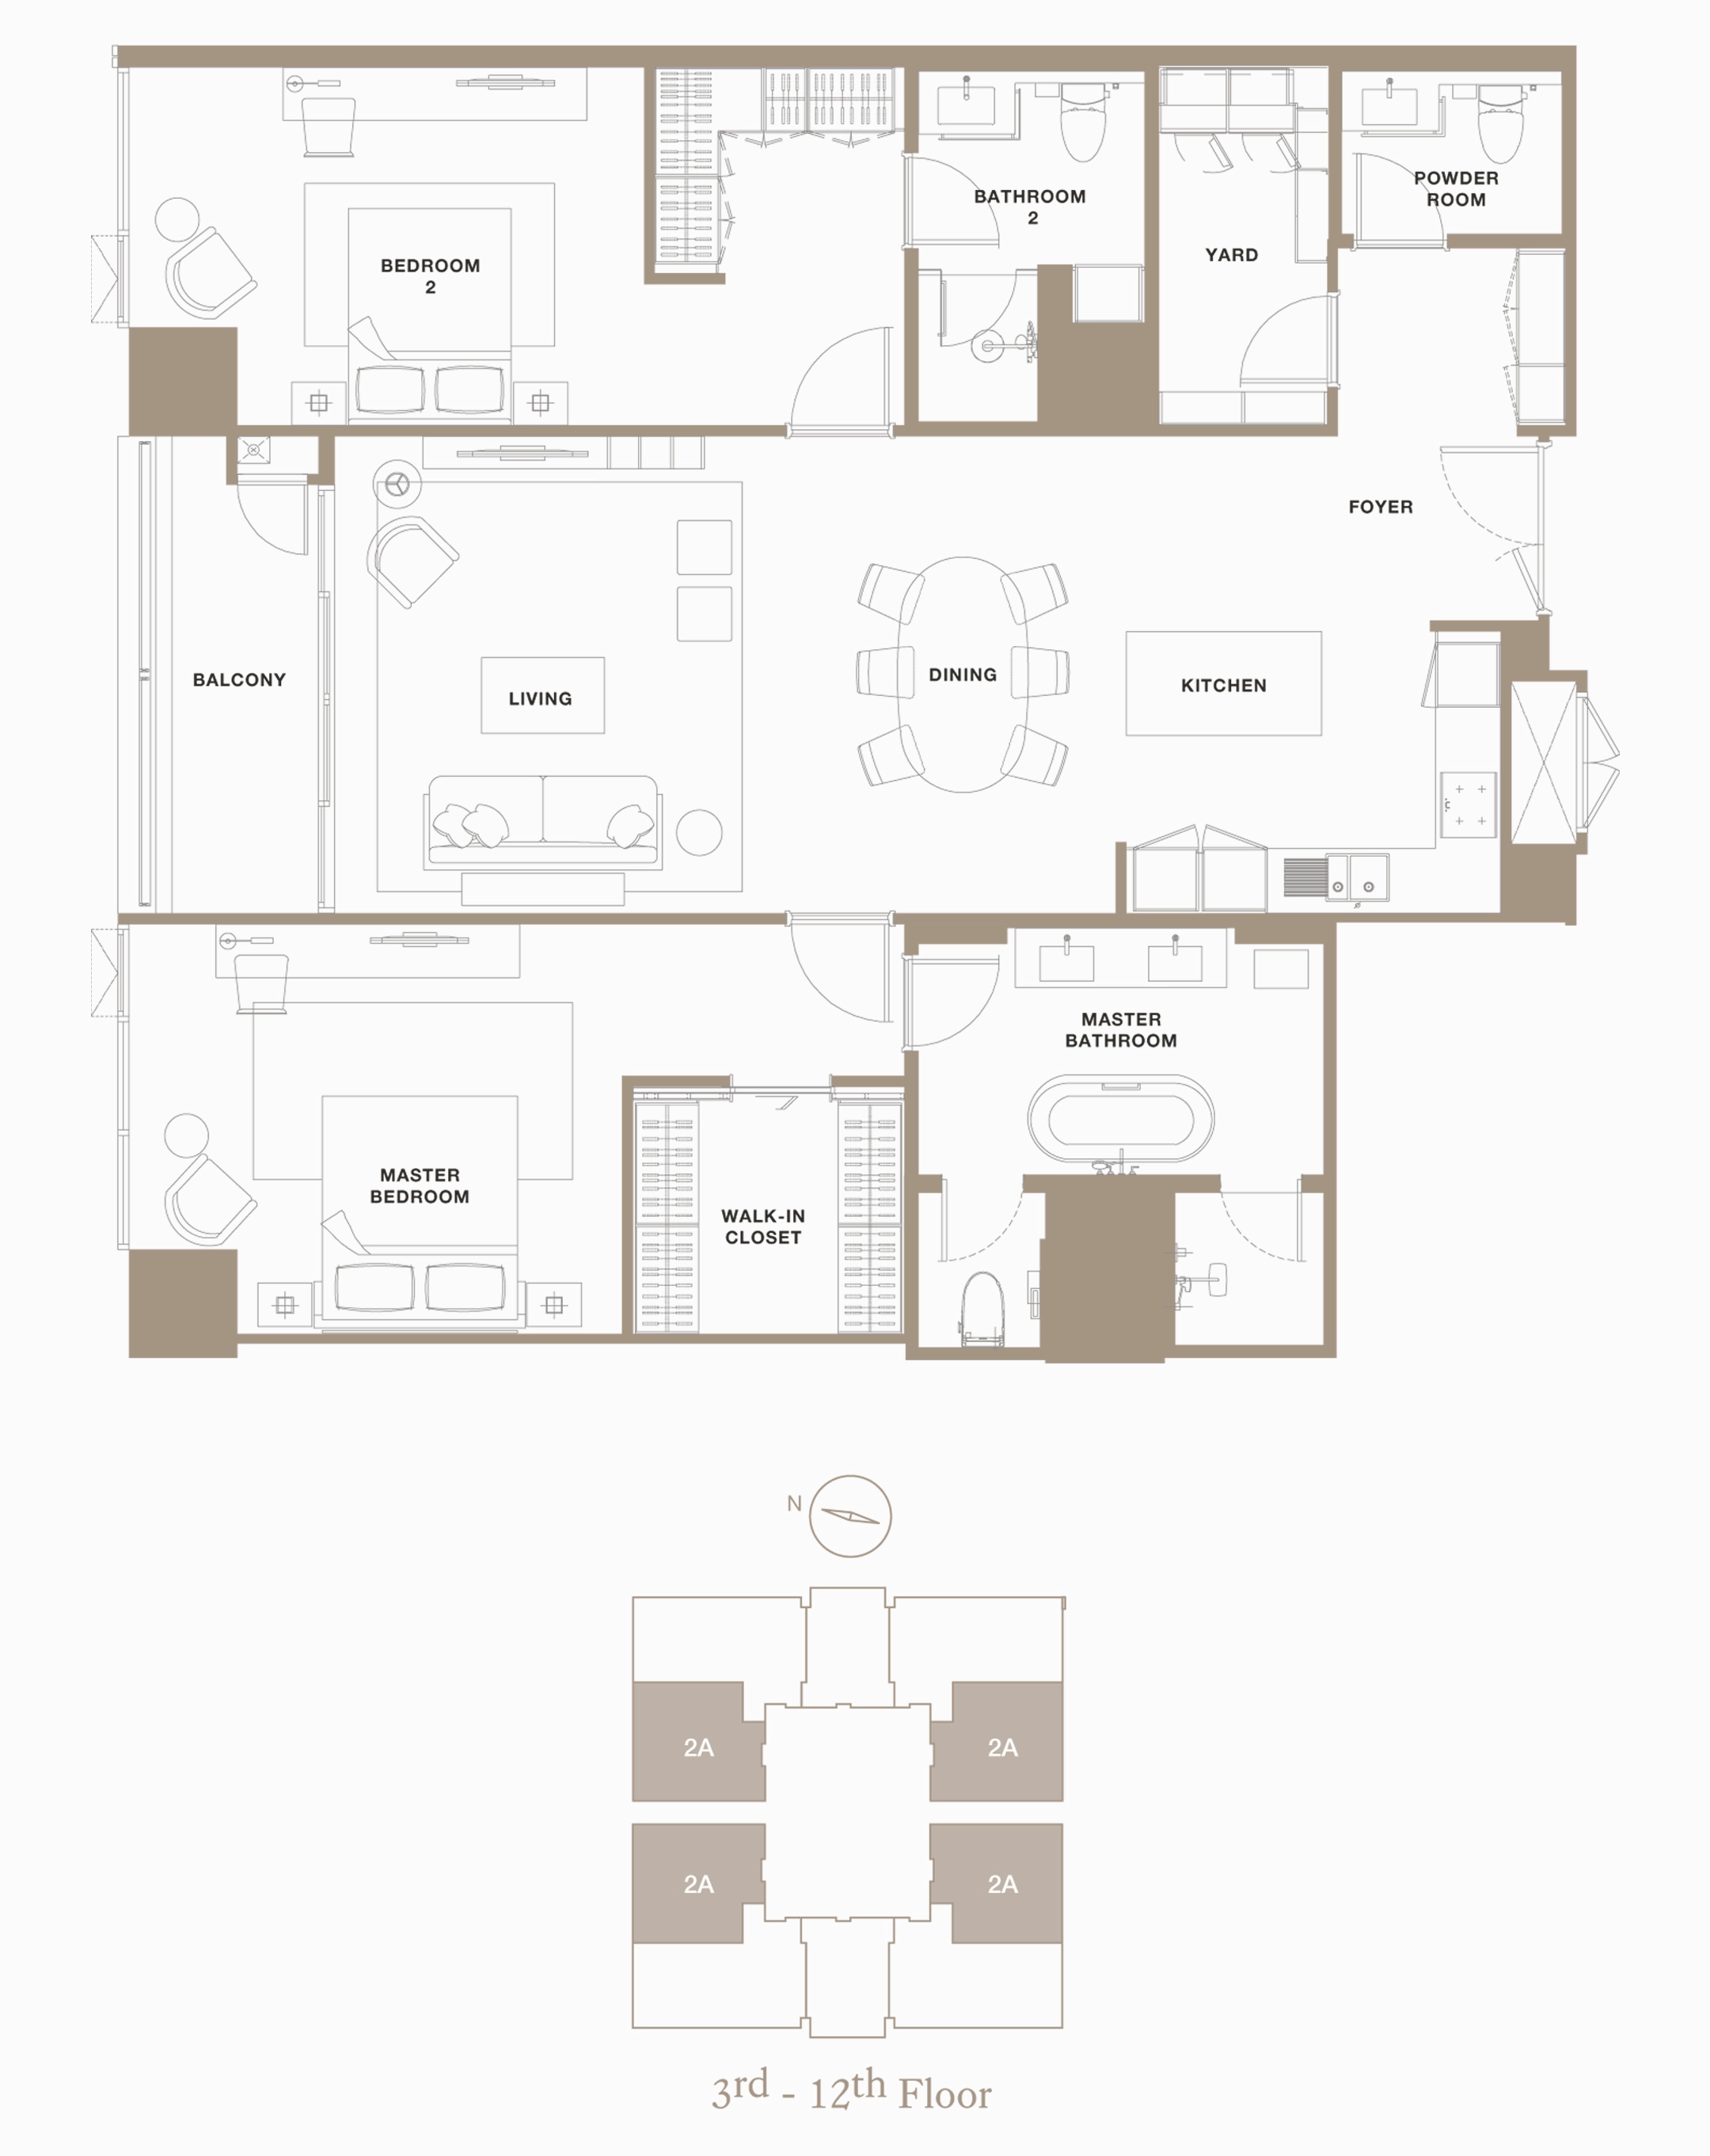 BATHROOM
2
POWDER
ROOM
YARD
BEDROOM
2
FOYER
BALCONY
LIVING
DINING
KITCHEN
MASTER
BATHROOM
MASTER
BEDROOM
WALK-IN
CLOSET
N
2A
2A
2A
2A
3rd - 12th Floor